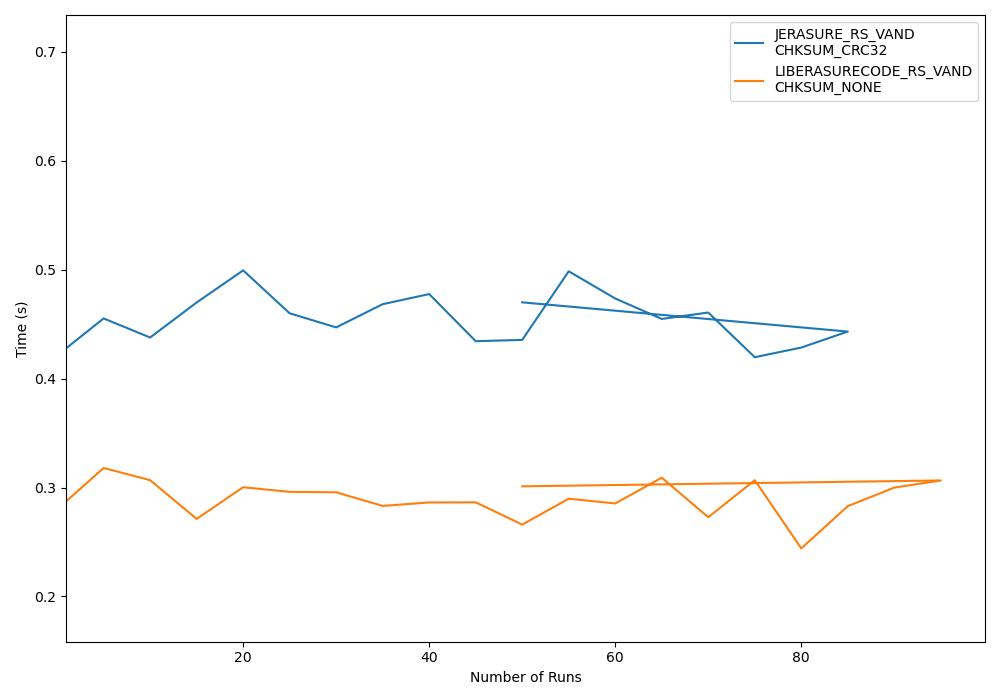 JERASURE_RS_VAND
CHKSUM_CRC32
LIBERASURECODE_RS_VAND
CHKSUM_NONE
0.7
0.6
0.5
0.4
0.3
0.2
Time (s)
20 40 60 80
Number of Runs